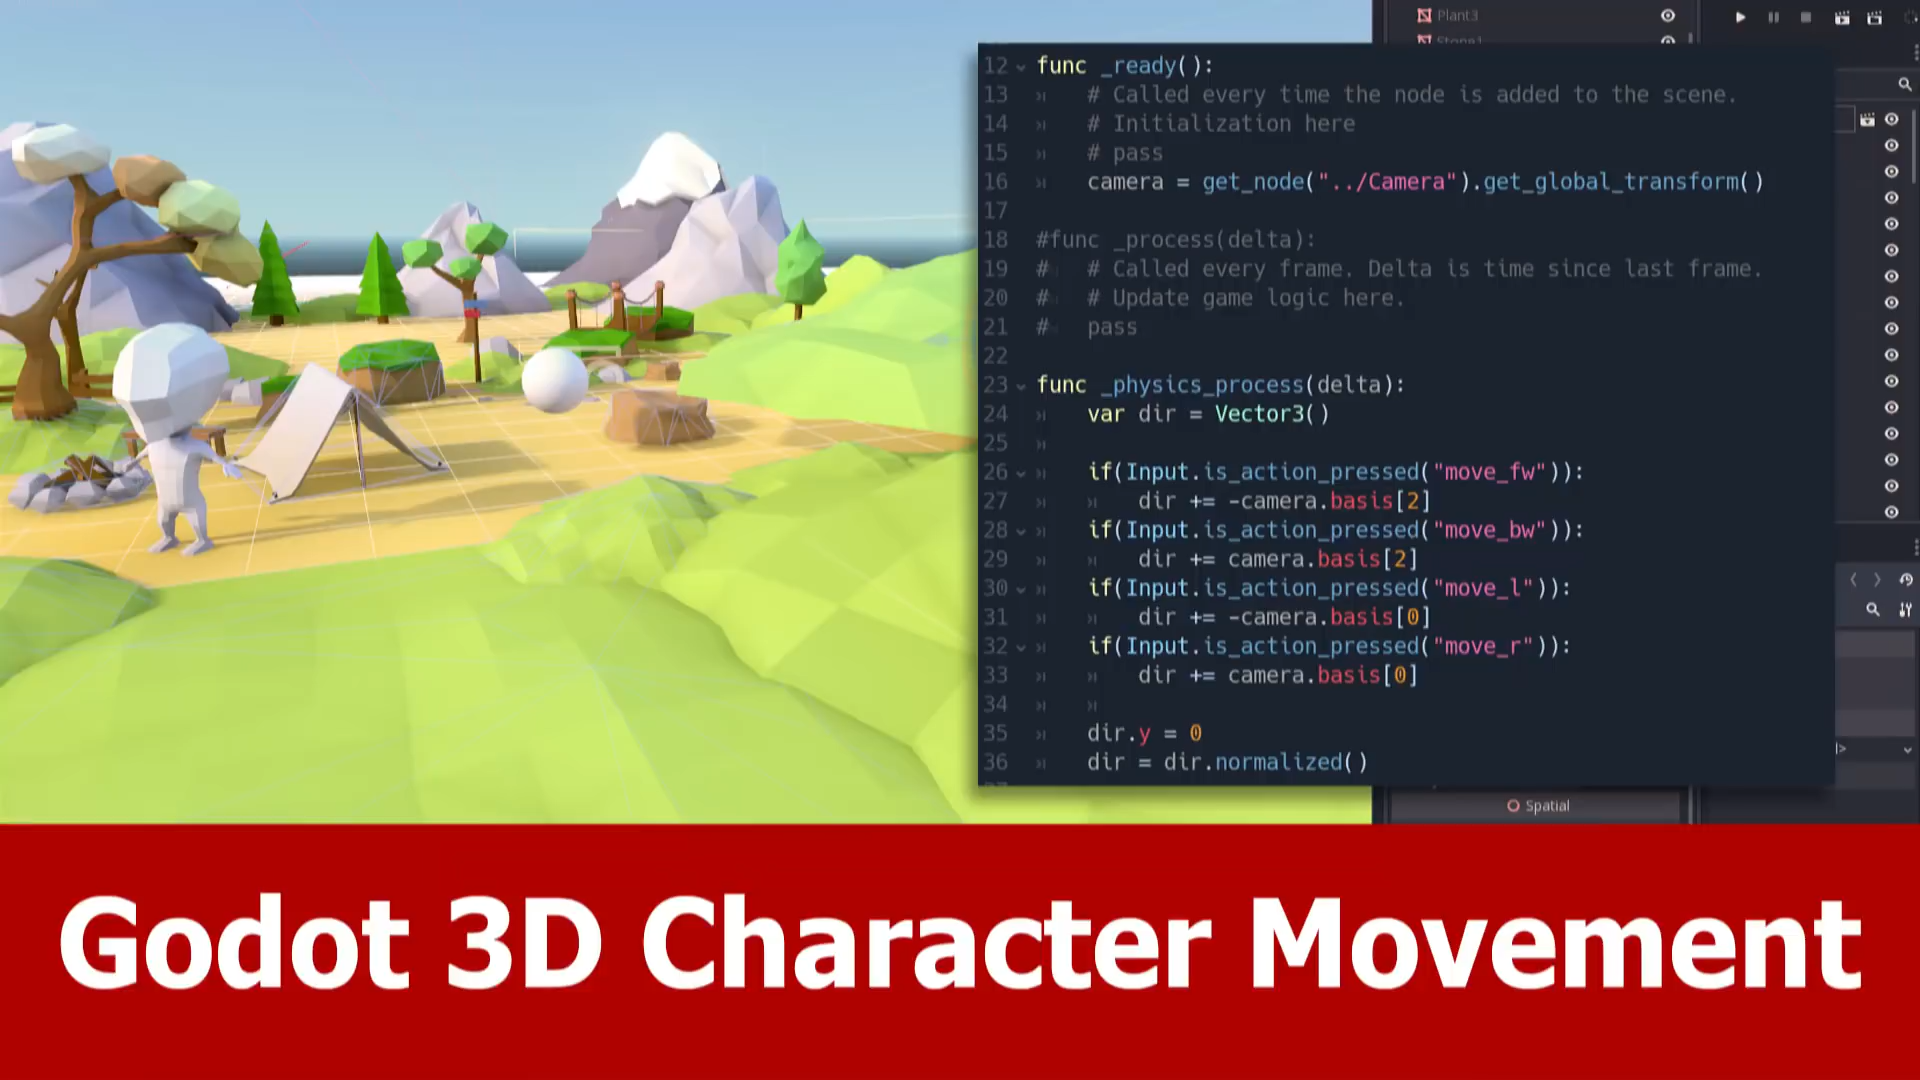 Plant3
12 func _ready():
13 # Called every time the node is added to the scene.
14 # Initialization here
15 # pass
16 camera = get_node("../Camera").get_global_transform()
17
18 #func _process(delta):
19 # # Called every frame. Delta is time since last frame.
20 # # Update game logic here.
21 # pass
22
23 func _physics_process(delta):
24 var dir = Vector3()
25
26 if(Input.is_action_pressed("move_fw")):
27 dir += -camera.basis[2]
28 if(Input.is_action_pressed("move_bw")):
29 dir += camera.basis[2]
30 if(Input.is_action_pressed("move_l")):
31 dir += -camera.basis[0]
32 if(Input.is_action_pressed("move_r")):
33 dir += camera.basis[0]
34
35 dir.y = 0
36 dir = dir.normalized()
Spatial
Godot 3D Character Movement